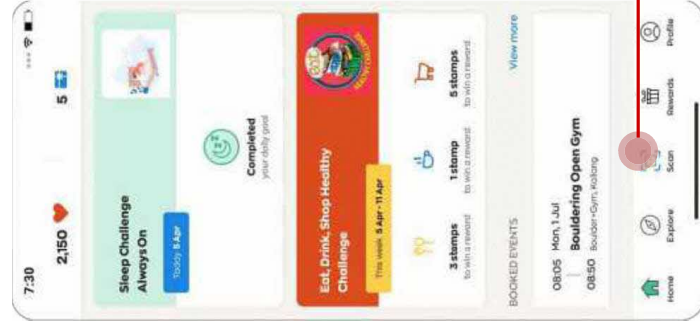 7:30
2,150
5
Sleep Challenge
Always On
Today 5 Apr
Completed
your daily goal
Eat, Drink, Shop Healthy
Challenge
This week 5 Apr - 11 Apr
3 stamps
to win a reward
1 stamp
to win a reward
5 stamps
to win a reward
BOOKED EVENTS
View more
08:05
Mon, 1 Jul
08:50
Bouldering Open Gym
Boulder+Gym, Kallang
Home
Explore
Scan
Rewards
Profile